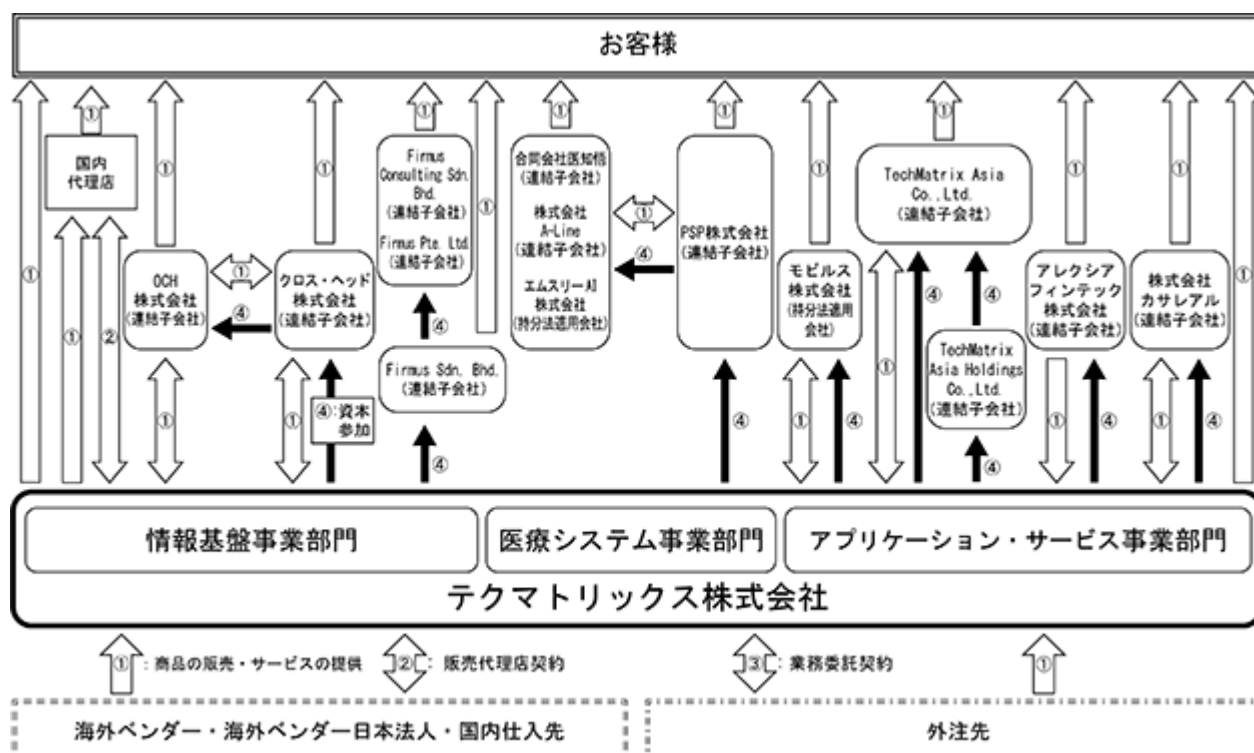 お客様
国内
代理店
OCH
株式会社
(連結子会社)
クロス・ヘッド
株式会社
(連結子会社)
Firmus
Consulting Sdn.
Bhd.
(連結子会社)
Firmus Pte. Ltd.
(連結子会社)
Firmus Sdn. Bhd.
(連結子会社)
合同会社医知悟
(連結子会社)
株式会社
A-Line
(連結子会社)
エムスリーAI
株式会社
(持分法適用会社)
PSP株式会社
(連結子会社)
モビルス
株式会社
(持分法適用
会社)
TechMatrix Asia
Co.,Ltd.
(連結子会社)
TechMatrix
Asia Holdings
Co.,Ltd.
(連結子会社)
アレクシア
フィンテック
株式会社
(連結子会社)
株式会社
カサレアル
(連結子会社)
①
①
①
①
①
①
①
①
①
①
①
①
①
①
②
①
①
④
④
④
①
①
④:資本
参加
④
④
①
④
①
④
④
④
①
④
①
④
情報基盤事業部門
医療システム事業部門
アプリケーション・サービス事業部門
テクマトリックス株式会社
①:商品の販売・サービスの提供
②:販売代理店契約
③:業務委託契約
①
海外ベンダー・海外ベンダー日本法人・国内仕入先
外注先